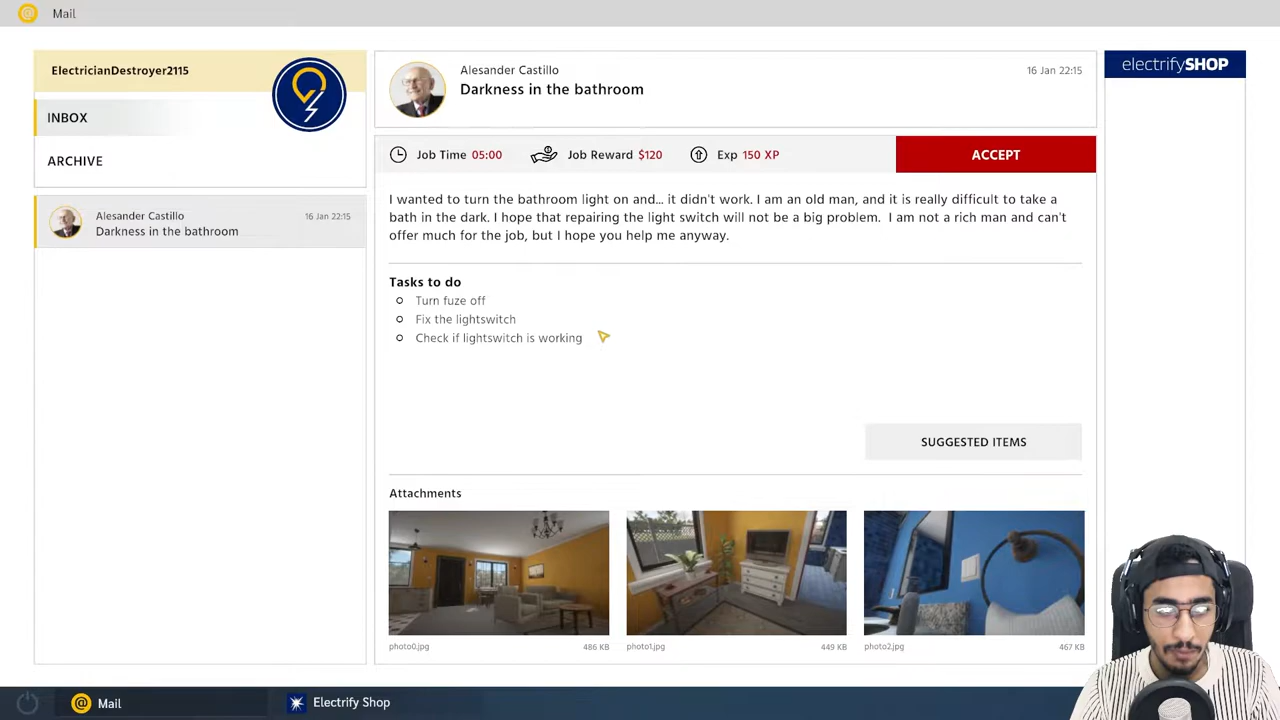 Mail
ElectricianDestroyer2115
INBOX
ARCHIVE
Alesander Castillo
16 Jan 22:15
Darkness in the bathroom
Alesander Castillo
16 Jan 22:15
Darkness in the bathroom
Job Time 05:00
Job Reward $120
Exp 150 XP
ACCEPT
I wanted to turn the bathroom light on and... it didn't work. I am an old man, and it is really difficult to take a
bath in the dark. I hope that repairing the light switch will not be a big problem. I am not a rich man and can't
offer much for the job, but I hope you help me anyway.
Tasks to do
Turn fuze off
Fix the lightswitch
Check if lightswitch is working
SUGGESTED ITEMS
Attachments
photo0.jpg
486 KB
photo1.jpg
449 KB
photo2.jpg
467 KB
electrifySHOP
Mail
Electrify Shop